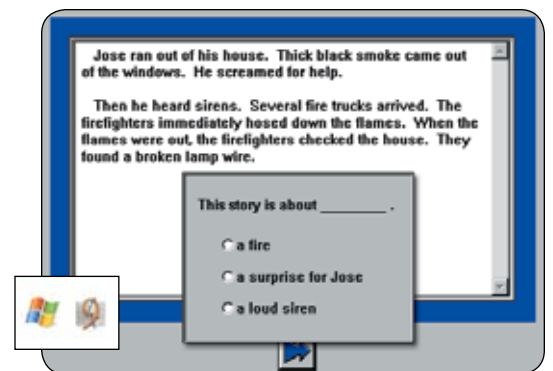 Jose ran out of his house. Thick black smoke came out
of the windows. He screamed for help.
Then he heard sirens. Several fire trucks arrived. The
firefighters immediately hosed down the flames. When the
flames were out, the firefighters checked the house. They
found a broken lamp wire.
This story is about ________ .
a fire
a surprise for Jose
a loud siren